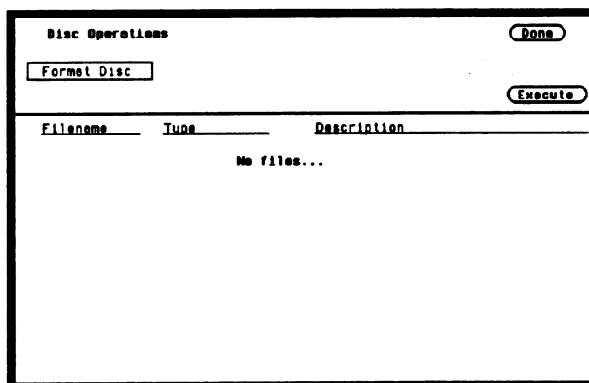 Disc Operations Done
Format Disc
Execute
Filename Type Description
No files...